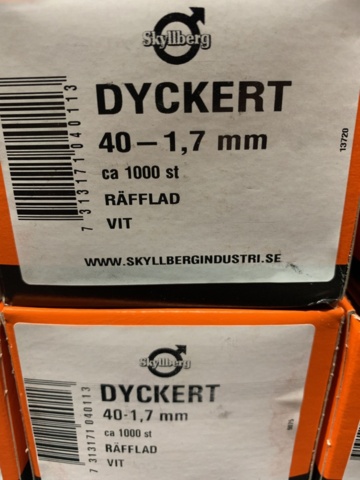 Skyllberg
DYCKERT
40-1,7 mm
ca 1000 st
RÄFFLAD
VIT
7 313171 040113
13720
WWW.SKYLLBERGINDUSTRI.SE
Skyllberg
DYCKERT
40-1,7 mm
ca 1000 st
RÄFFLAD
VIT
7 313171 040113